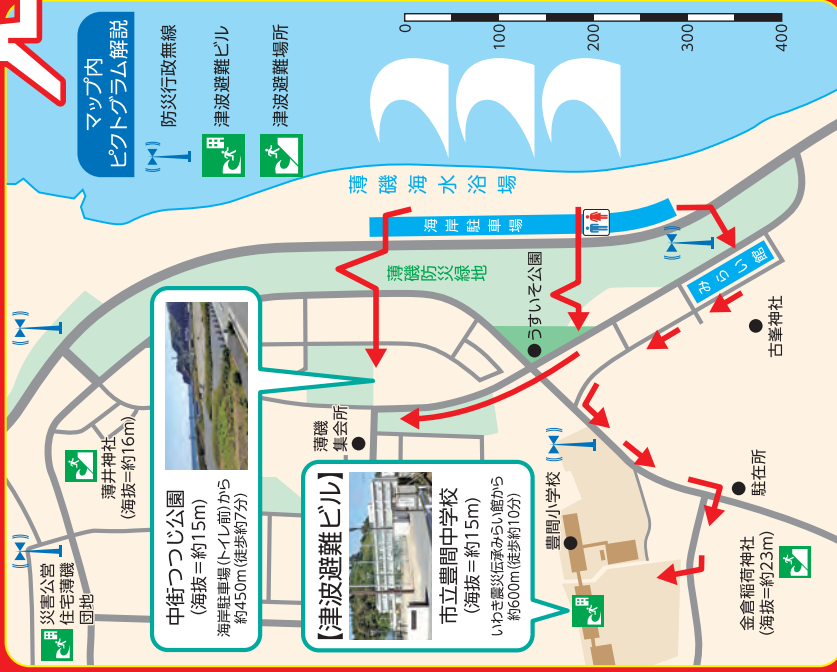 マップ内
ピクトグラム解説
防災行政無線
津波避難ビル
津波避難場所
0
100
200
300
400
薄磯海水浴場
海岸駐車場
薄磯防災緑地
みらい館
うすいそ公園
古峯神社
薄磯
集会所
薄井神社
(海抜=約16m)
災害公営
住宅薄磯
団地
中街つつじ公園
(海抜=約15m)
海岸駐車場(トイレ前)から
約450m(徒歩約7分)
【津波避難ビル】
市立豊間中学校
(海抜=約15m)
いわき震災伝承みらい館から
約600m(徒歩約10分)
豊間小学校
駐在所
金倉稲荷神社
(海抜=約23m)